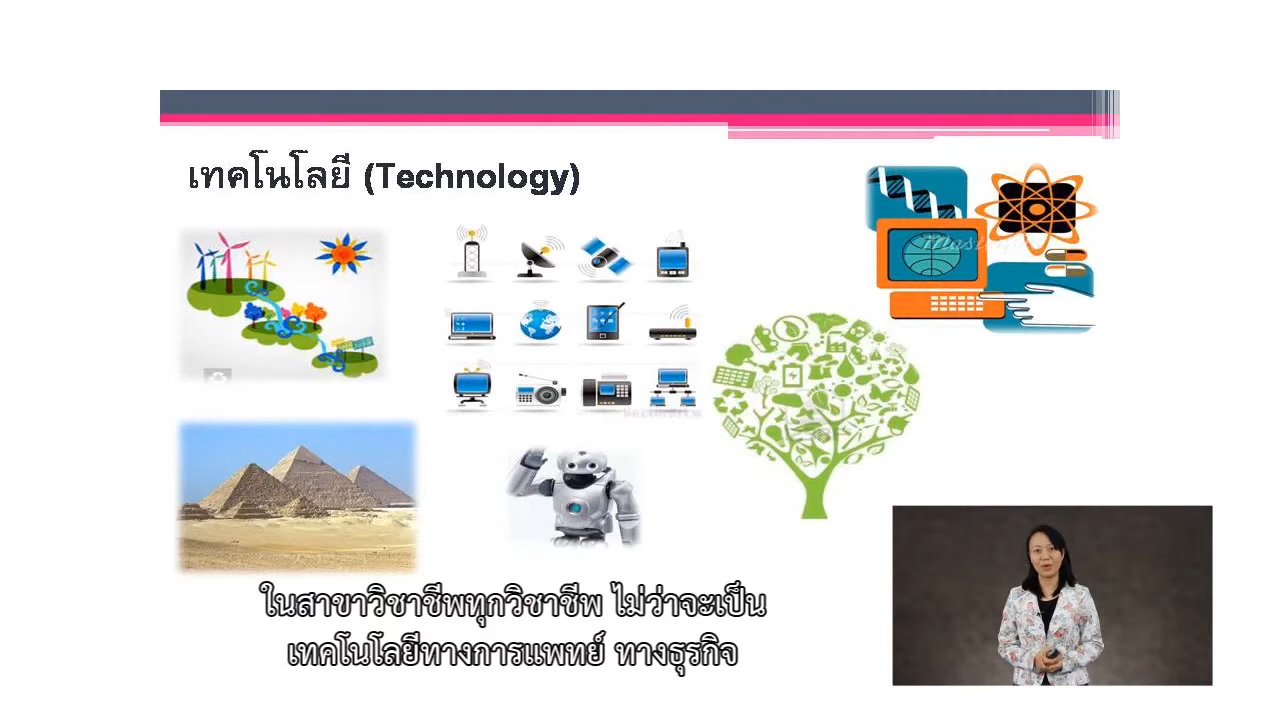 เทคโนโลยี (Technology)
ในสาขาวิชาชีพทุกวิชาชีพ ไม่ว่าจะเป็น
เทคโนโลยีทางการแพทย์ ทางธุรกิจ